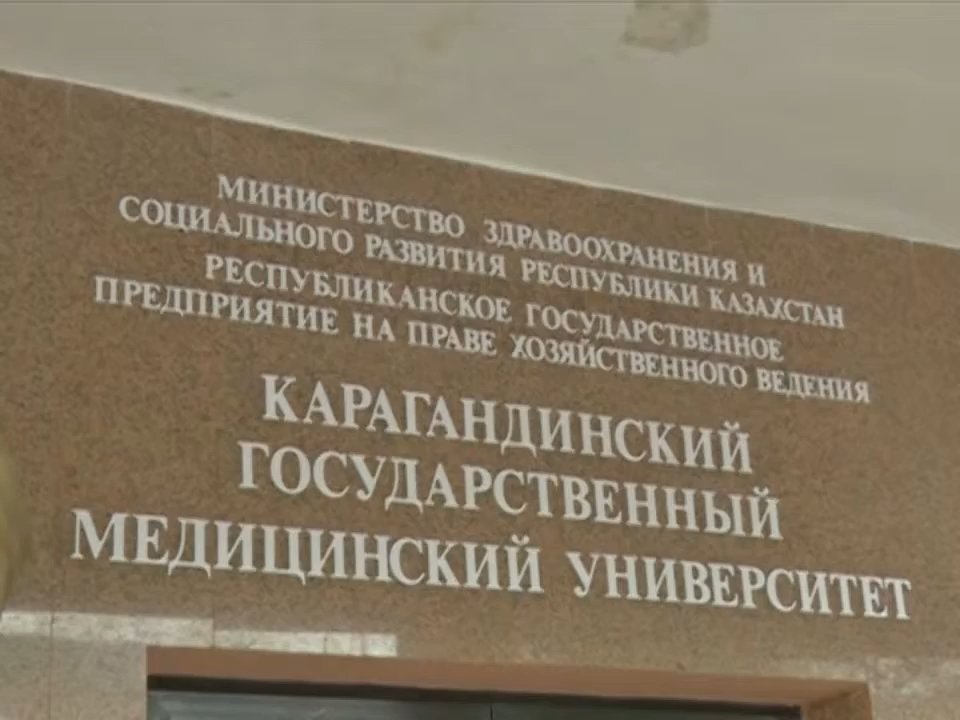 МИНИСТЕРСТВО ЗДРАВООХРАНЕНИЯ И
СОЦИАЛЬНОГО РАЗВИТИЯ РЕСПУБЛИКИ КАЗАХСТАН
РЕСПУБЛИКАНСКОЕ ГОСУДАРСТВЕННОЕ
ПРЕДПРИЯТИЕ НА ПРАВЕ ХОЗЯЙСТВЕННОГО ВЕДЕНИЯ
КАРАГАНДИНСКИЙ
ГОСУДАРСТВЕННЫЙ
МЕДИЦИНСКИЙ УНИВЕРСИТЕТ